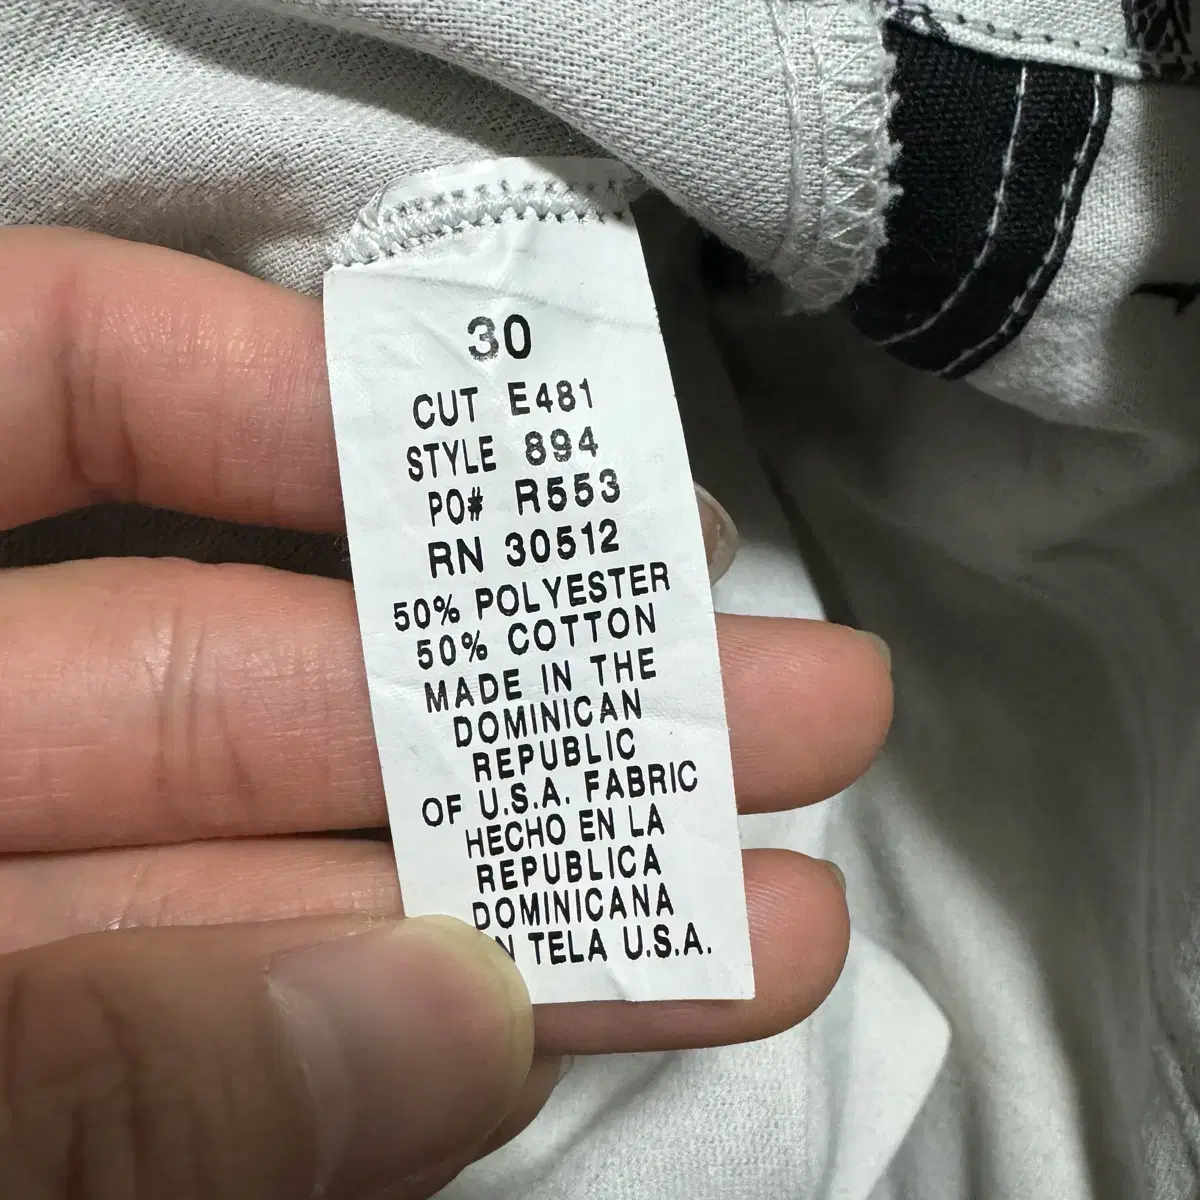 30
CUT E481
STYLE 894
PO# R553
RN 30512
50% POLYESTER
50% COTTON
MADE IN THE
DOMINICAN
REPUBLIC
OF U.S.A. FABRIC
HECHO EN LA
REPUBLICA
DOMINICANA
TELA U.S.A.